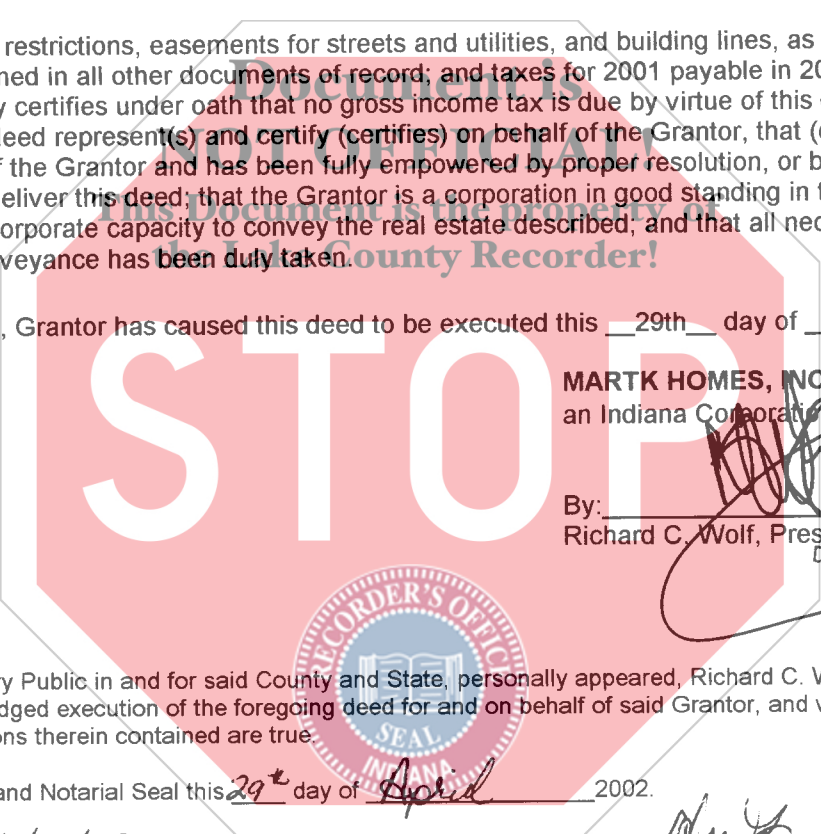 restrictions, easements for streets and utilities, and building lines, as
ned in all other documents of record; and taxes for 2001 payable in 20
y certifies under oath that no gross income tax is due by virtue of this
eed represent(s) and certify (certifies) on behalf of the Grantor, that (
f the Grantor and has been fully empowered by proper resolution, or b
eliver this deed; that the Grantor is a corporation in good standing in
orporate capacity to convey the real estate described; and that all nec
veyance has been duly taken.
Document is
NOT OFFICIAL!
This Document is the property of
the Lake County Recorder!
, Grantor has caused this deed to be executed this __29th__ day of
STOP
MARTK HOMES, INC
an Indiana Corporatio
By:
Richard C. Wolf, Pres
RECORDER'S OFFICE
SEAL
INDIANA
ry Public in and for said County and State, personally appeared, Richard C. W
dged execution of the foregoing deed for and on behalf of said Grantor, and v
ons therein contained are true.
and Notarial Seal this 29th day of April 2002.